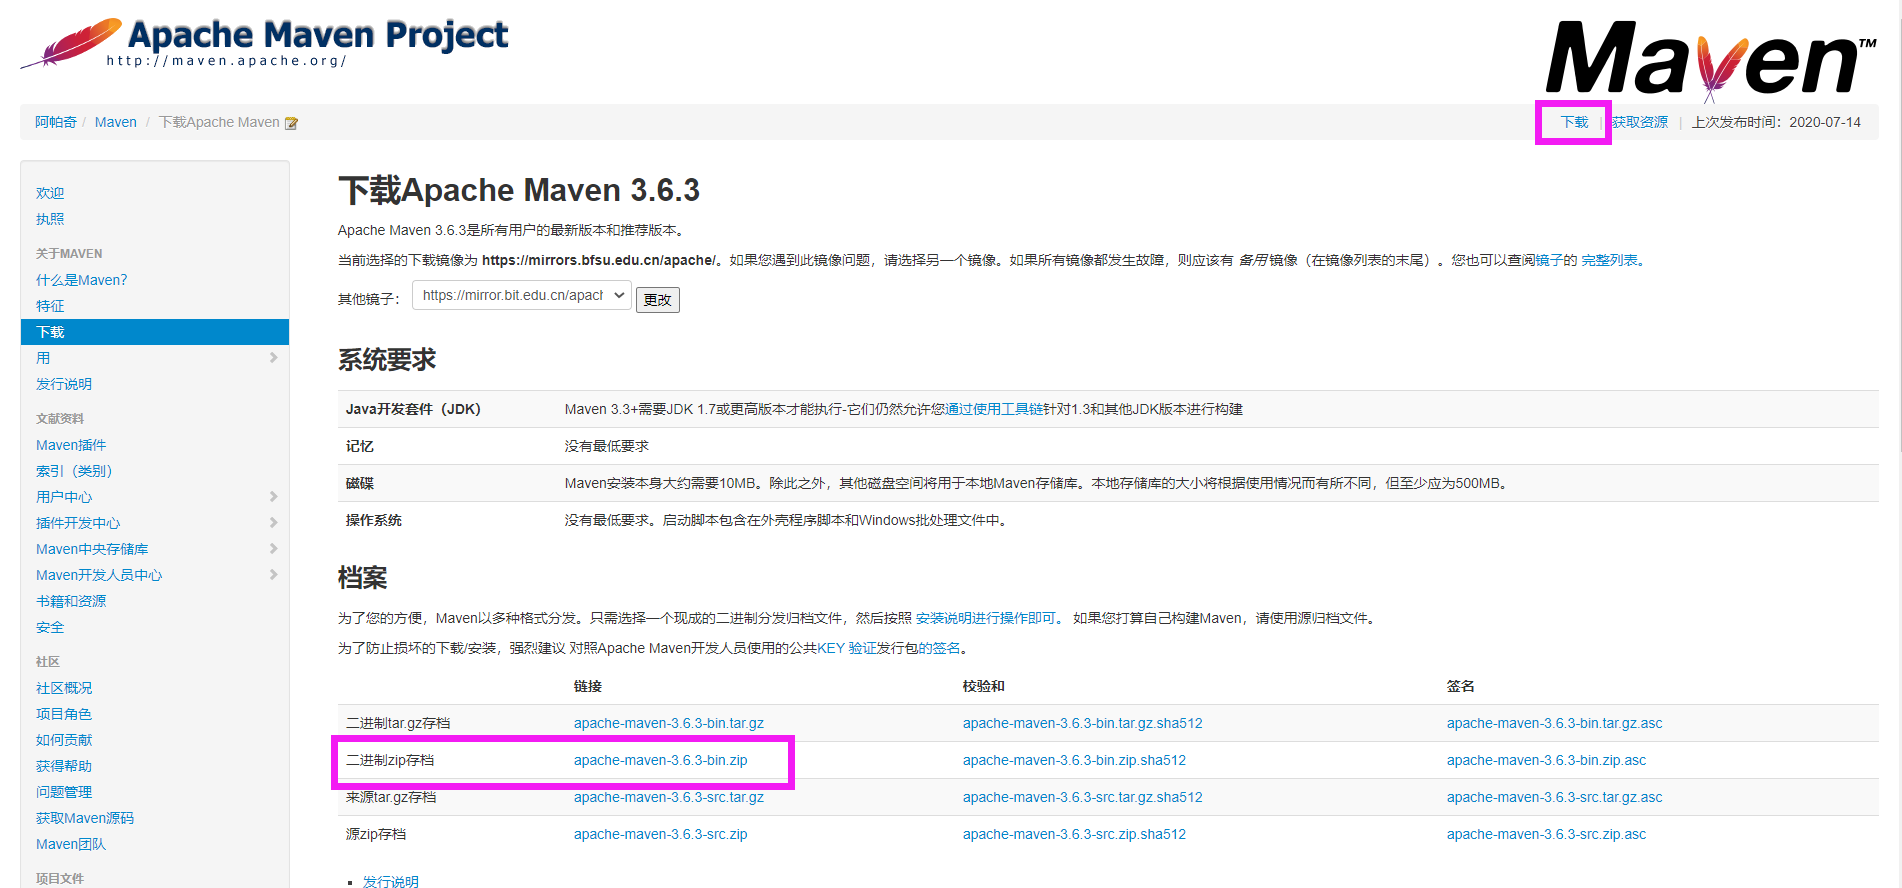 Apache Maven Project
http://maven.apache.org/
Maven™
阿帕奇 / Maven / 下载Apache Maven
下载 | 获取资源 | 上次发布时间：2020-07-14
欢迎
执照
关于MAVEN
什么是Maven？
特征
下载
用
发行说明
文献资料
Maven插件
索引（类别）
用户中心
插件开发中心
Maven中央存储库
Maven开发人员中心
书籍和资源
安全
社区
社区概况
项目角色
如何贡献
获得帮助
问题管理
获取Maven源码
Maven团队
项目文件
下载Apache Maven 3.6.3
Apache Maven 3.6.3是所有用户的最新版本和推荐版本。
当前选择的下载镜像为 https://mirrors.bfsu.edu.cn/apache/。如果您遇到此镜像问题，请选择另一个镜像。如果所有镜像都发生故障，则应该有 备用 镜像（在镜像列表的末尾）。您也可以查阅镜子的 完整列表。
其他镜子： https://mirror.bit.edu.cn/apach 更改
系统要求
Java开发套件（JDK） Maven 3.3+需要JDK 1.7或更高版本才能执行-它们仍然允许您通过使用工具链针对1.3和其他JDK版本进行构建
记忆 没有最低要求
磁碟 Maven安装本身大约需要10MB。除此之外，其他磁盘空间将用于本地Maven存储库。本地存储库的大小将根据使用情况而有所不同，但至少应为500MB。
操作系统 没有最低要求。启动脚本包含在外壳程序脚本和Windows批处理文件中。
档案
为了您的方便，Maven以多种格式分发。只需选择一个现成的二进制分发归档文件，然后按照 安装说明进行操作即可。 如果您打算自己构建Maven，请使用源归档文件。
为了防止损坏的下载/安装，强烈建议 对照Apache Maven开发人员使用的公共KEY 验证发行包的签名。
链接 校验和 签名
二进制tar.gz存档 apache-maven-3.6.3-bin.tar.gz apache-maven-3.6.3-bin.tar.gz.sha512 apache-maven-3.6.3-bin.tar.gz.asc
二进制zip存档 apache-maven-3.6.3-bin.zip apache-maven-3.6.3-bin.zip.sha512 apache-maven-3.6.3-bin.zip.asc
来源tar.gz存档 apache-maven-3.6.3-src.tar.gz apache-maven-3.6.3-src.tar.gz.sha512 apache-maven-3.6.3-src.tar.gz.asc
源zip存档 apache-maven-3.6.3-src.zip apache-maven-3.6.3-src.zip.sha512 apache-maven-3.6.3-src.zip.asc
发行说明